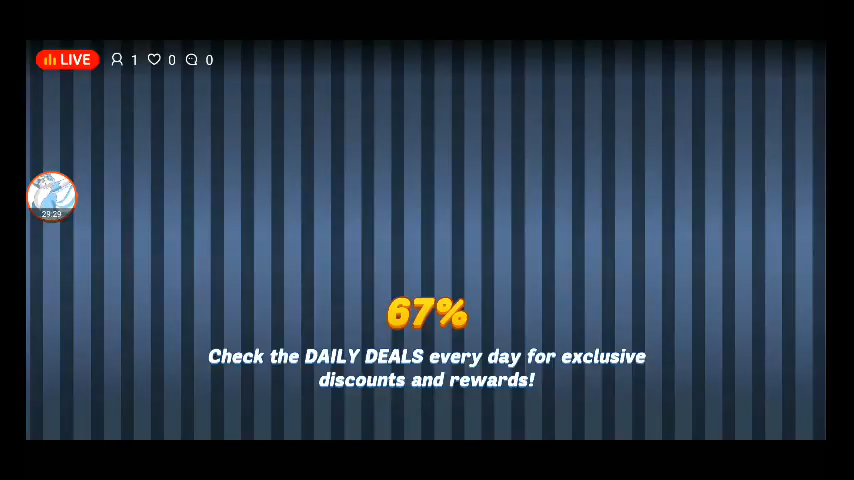 LIVE 1 0 0
29:29
67%
Check the DAILY DEALS every day for exclusive
discounts and rewards!